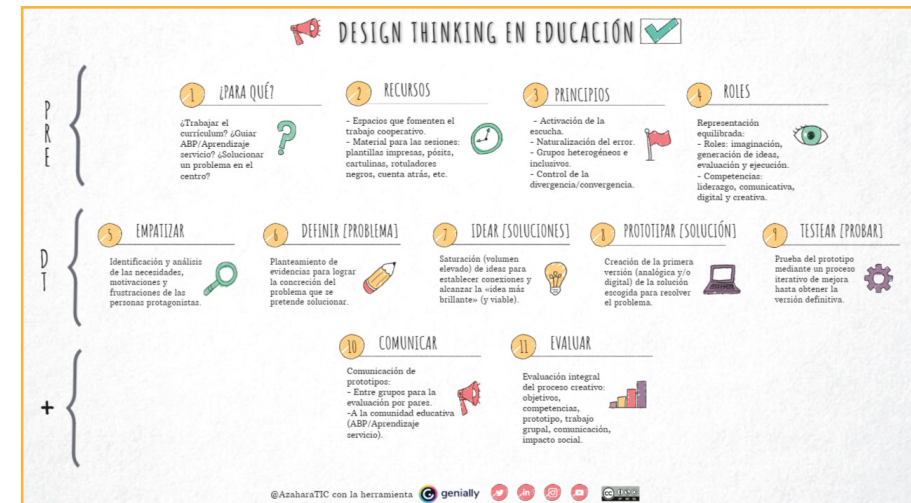 DESIGN THINKING EN EDUCACIÓN
PRE
1 ¿PARA QUÉ?
¿Trabajar el
curriculum? ¿Guiar
ABP/Aprendizaje
servicio? ¿Solucionar
un problema en el
centro?
2 RECURSOS
- Espacios que fomenten el
trabajo cooperativo.
- Material para las sesiones:
plantillas impresas, pósits,
cartulinas, rotuladores
negros, cuenta atrás, etc.
3 PRINCIPIOS
- Activación de la
escucha.
- Naturalización del error.
- Grupos heterogéneos e
inclusivos.
- Control de la
divergencia/convergencia.
4 ROLES
Representación
equilibrada:
- Roles: imaginación,
generación de ideas,
evaluación y ejecución.
- Competencias:
liderazgo, comunicativa,
digital y creativa.
DT
5 EMPATIZAR
Identificación y análisis
de las necesidades,
motivaciones y
frustraciones de las
personas protagonistas.
6 DEFINIR [PROBLEMA]
Planteamiento de
evidencias para lograr
la concreción del
problema que se
pretende solucionar.
7 IDEAR [SOLUCIONES]
Saturación (volumen
elevado) de ideas para
establecer conexiones y
alcanzar la «idea más
brillante» (y viable).
8 PROTOTIPAR [SOLUCIÓN]
Creación de la primera
versión (analógica y/o
digital) de la solución
escogida para resolver
el problema.
9 TESTEAR [PROBAR]
Prueba del prototipo
mediante un proceso
iterativo de mejora
hasta obtener la
versión definitiva.
+
10 COMUNICAR
Comunicación de
prototipos:
- Entre grupos para la
evaluación por pares.
-A la comunidad educativa
(ABP/Aprendizaje
servicio).
11 EVALUAR
Evaluación integral
del proceso creativo:
objetivos,
competencias,
prototipo, trabajo
grupal, comunicación,
impacto social.
@AzaharaTIC con la herramienta genially